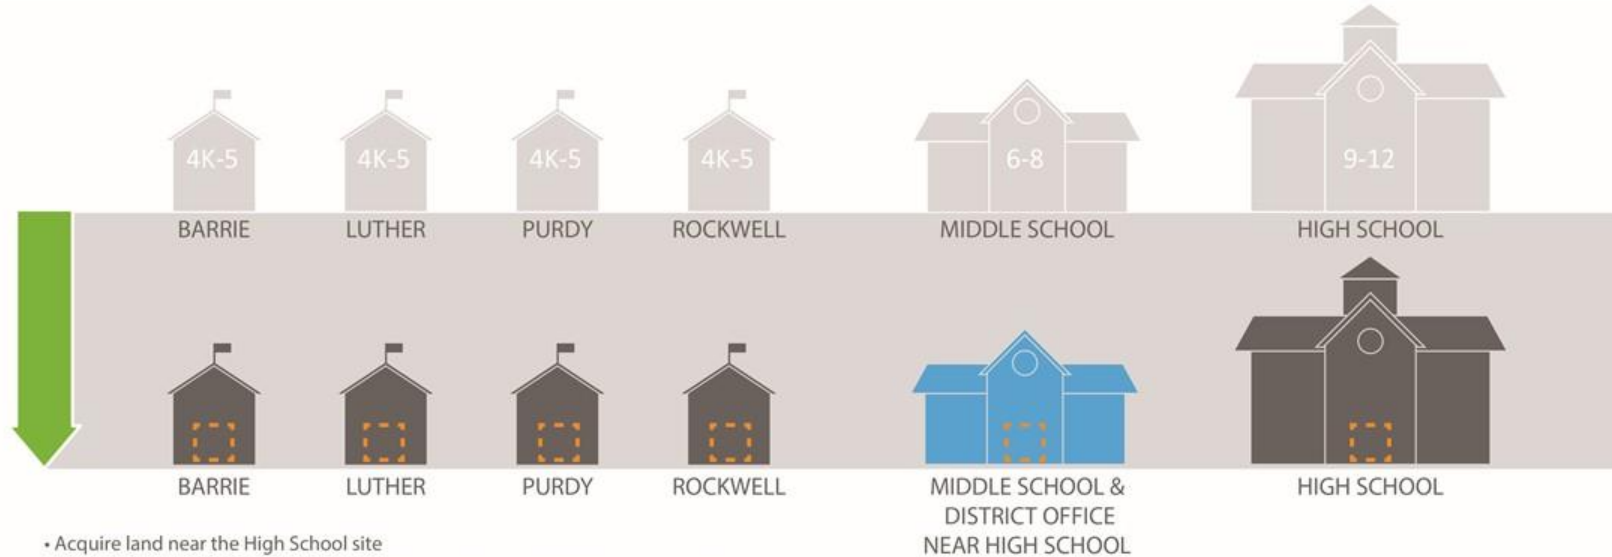 4K-5 4K-5 4K-5 4K-5 6-8 9-12
BARRIE LUTHER PURDY ROCKWELL MIDDLE SCHOOL HIGH SCHOOL
BARRIE LUTHER PURDY ROCKWELL MIDDLE SCHOOL & HIGH SCHOOL
DISTRICT OFFICE
NEAR HIGH SCHOOL
• Acquire land near the High School site